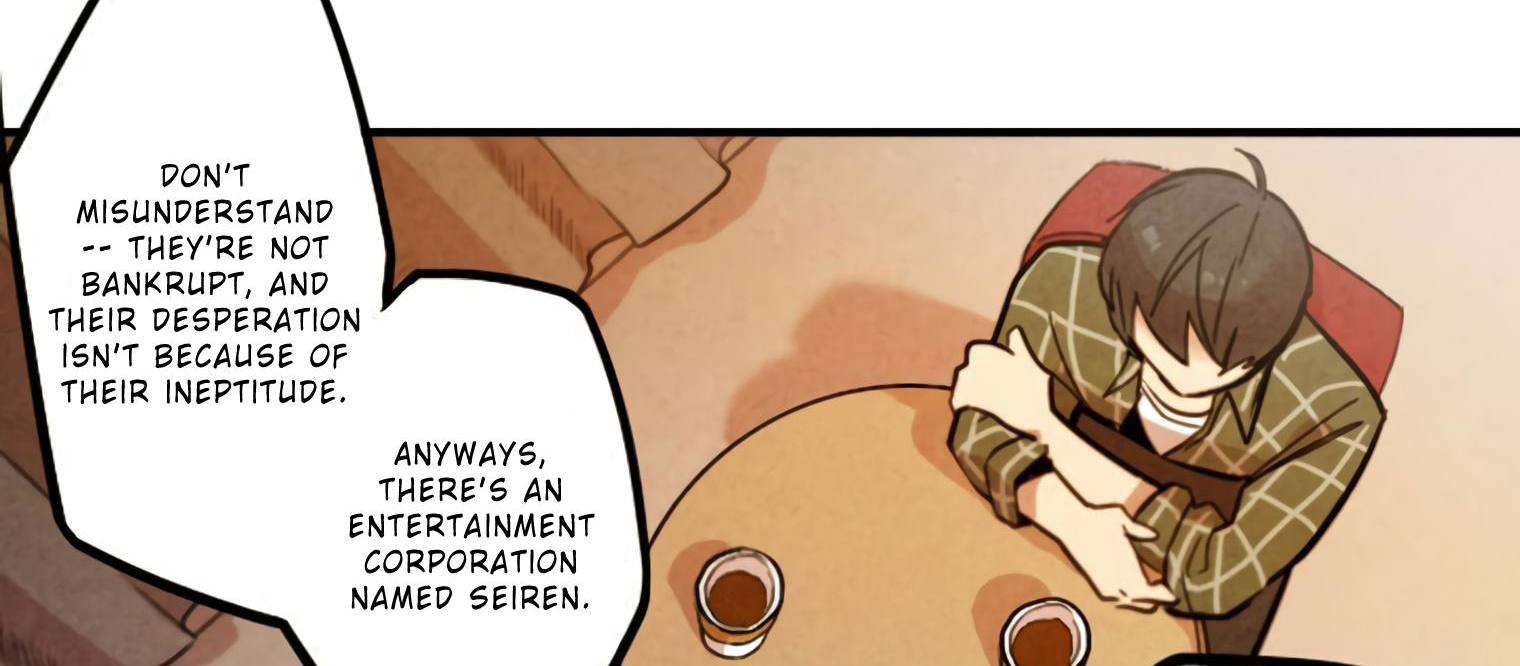 DON'T
MISUNDERSTAND
-- THEY'RE NOT
BANKRUPT, AND
THEIR DESPERATION
ISN'T BECAUSE OF
THEIR INEPTITUDE.
ANYWAYS,
THERE'S AN
ENTERTAINMENT
CORPORATION
NAMED SEIREN.